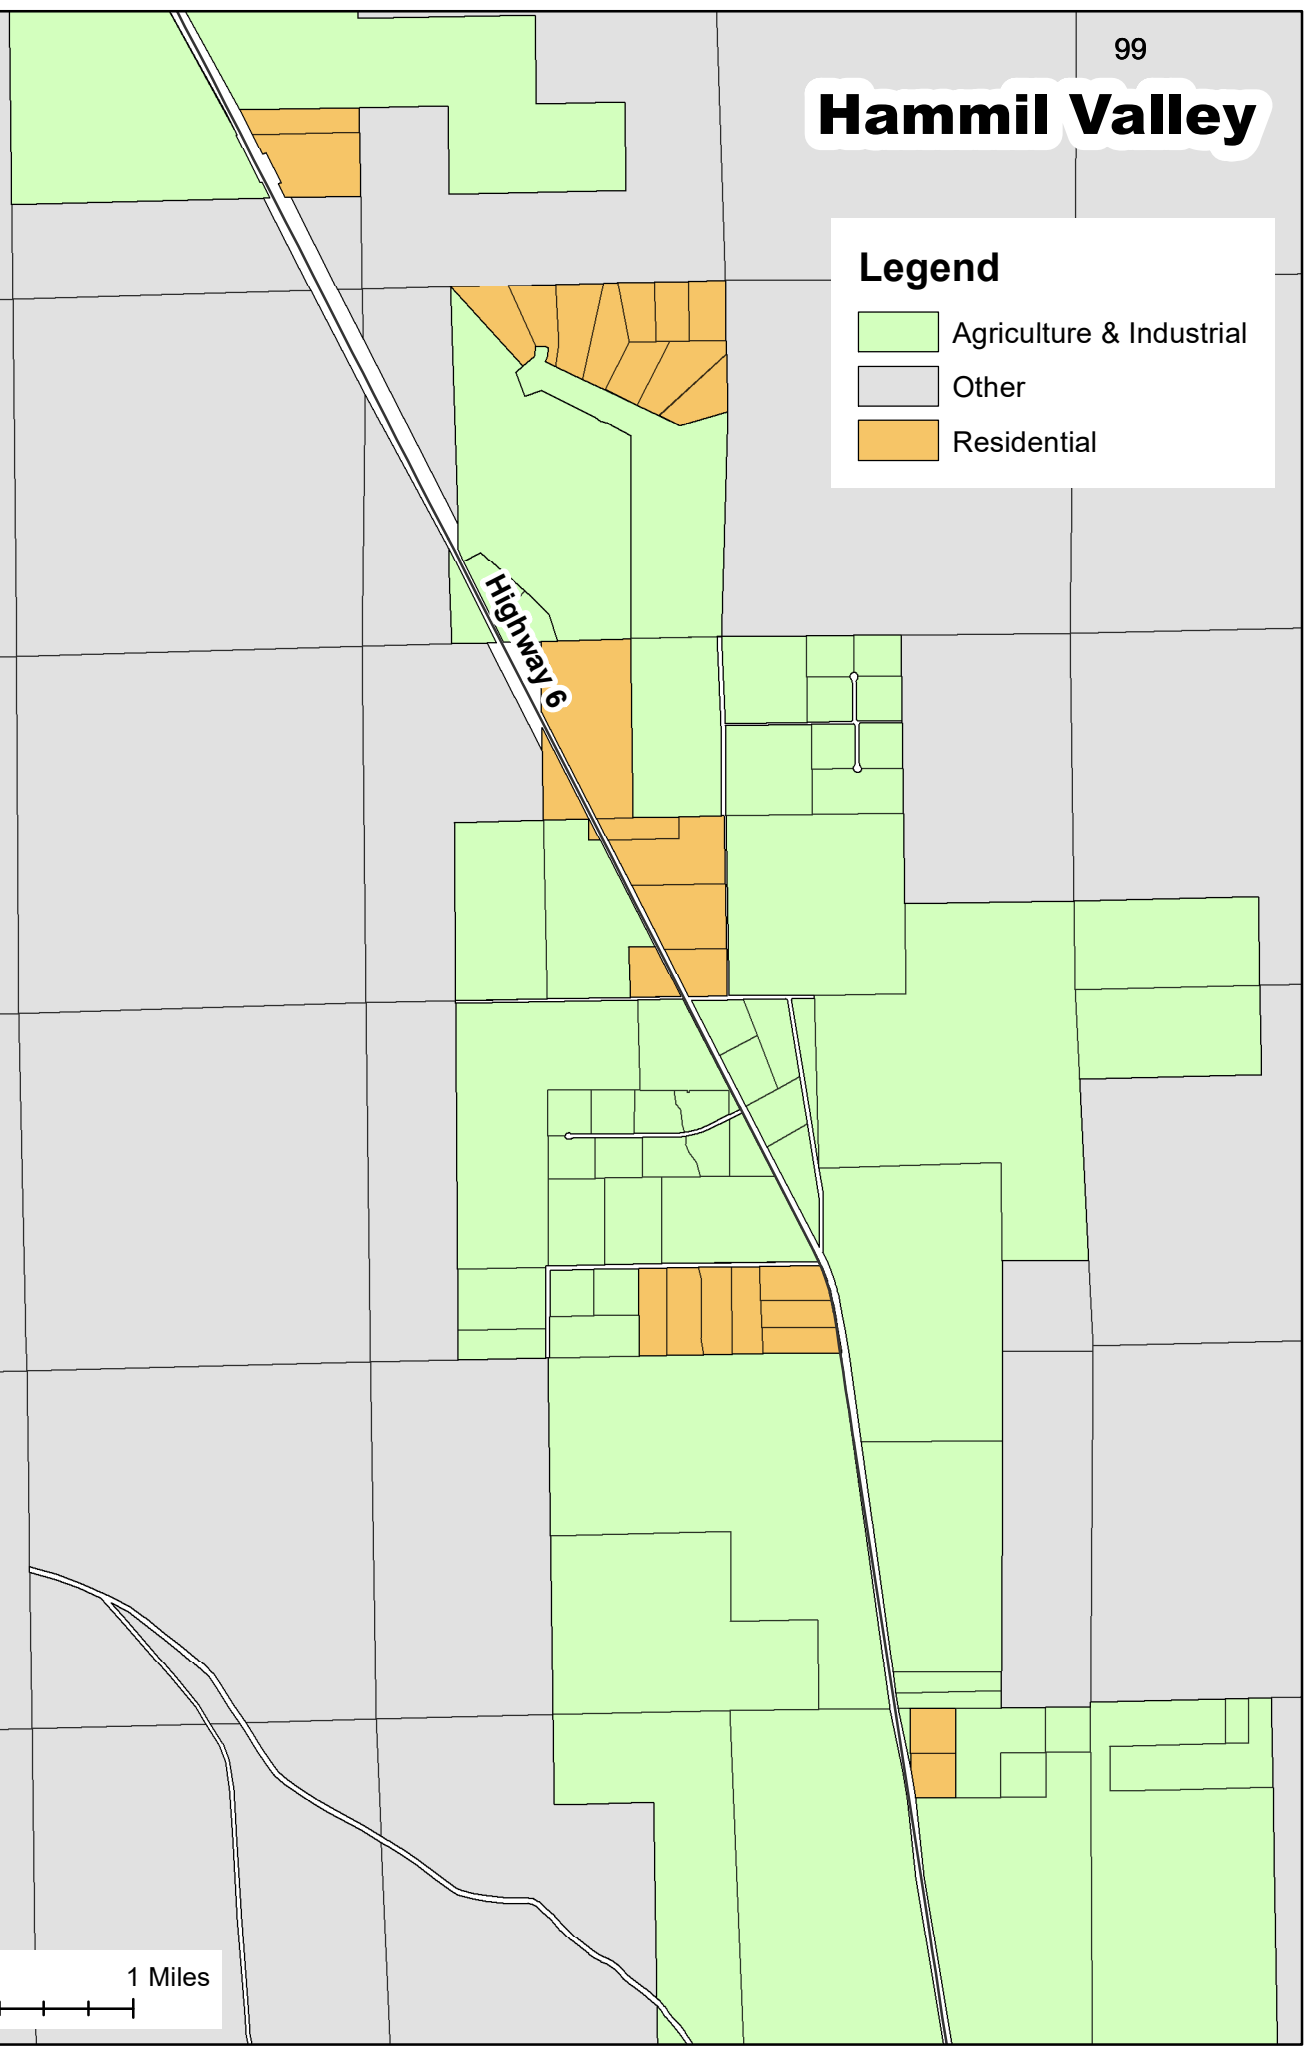 99
Hammil Valley
Legend
Agriculture & Industrial
Other
Residential
Highway 6
1 Miles